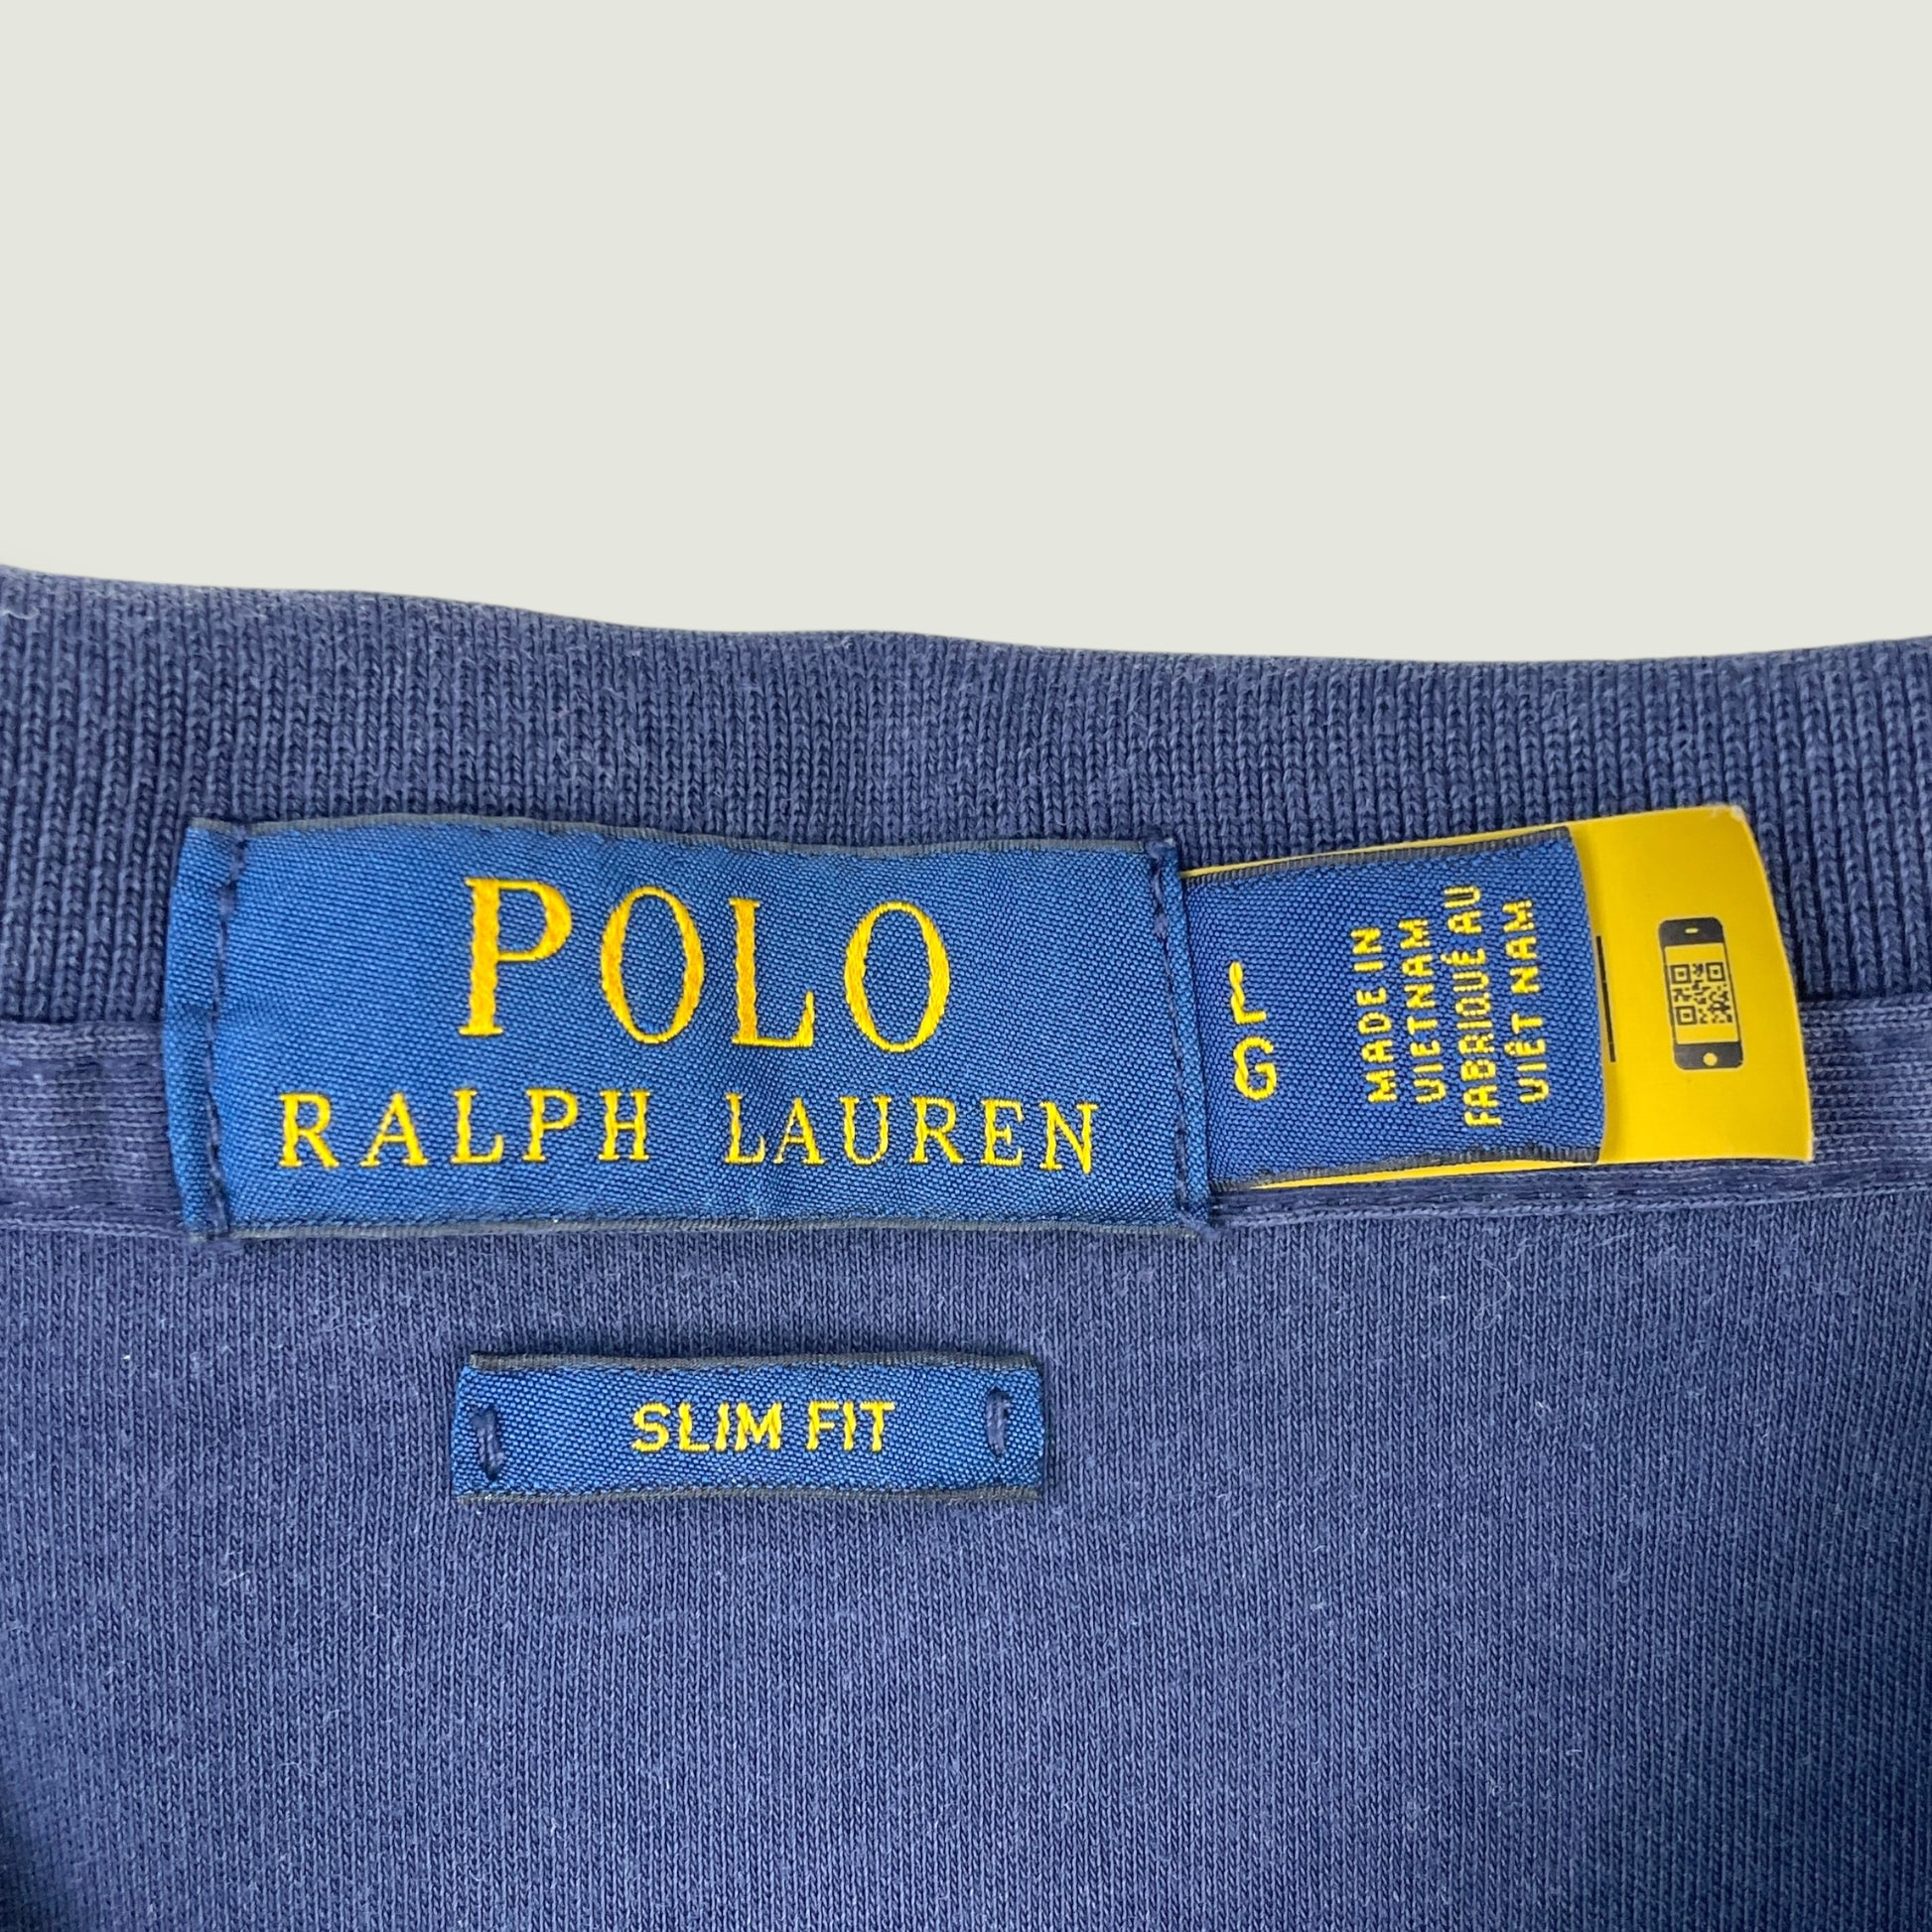 POLO
RALPH LAUREN
L
G
MADE IN
VIETNAM
FABRIQUÉ AU
VIÊT NAM
SLIM FIT